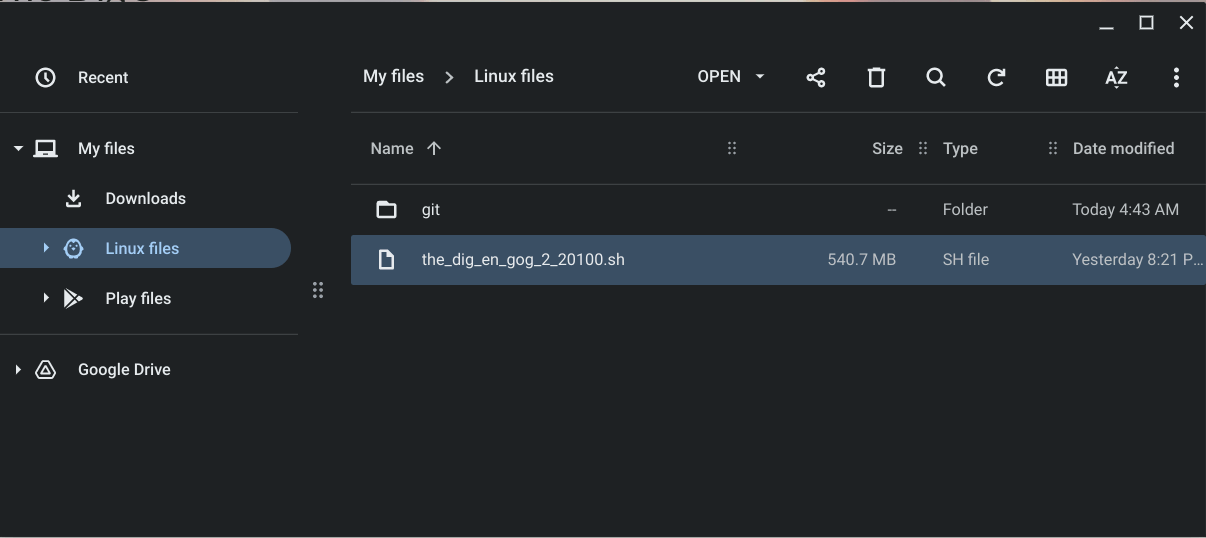 Recent
My files
Downloads
Linux files
Play files
Google Drive
My files > Linux files OPEN AZ
Name Size Type Date modified
git -- Folder Today 4:43 AM
the_dig_en_gog_2_20100.sh 540.7 MB SH file Yesterday 8:21 P...